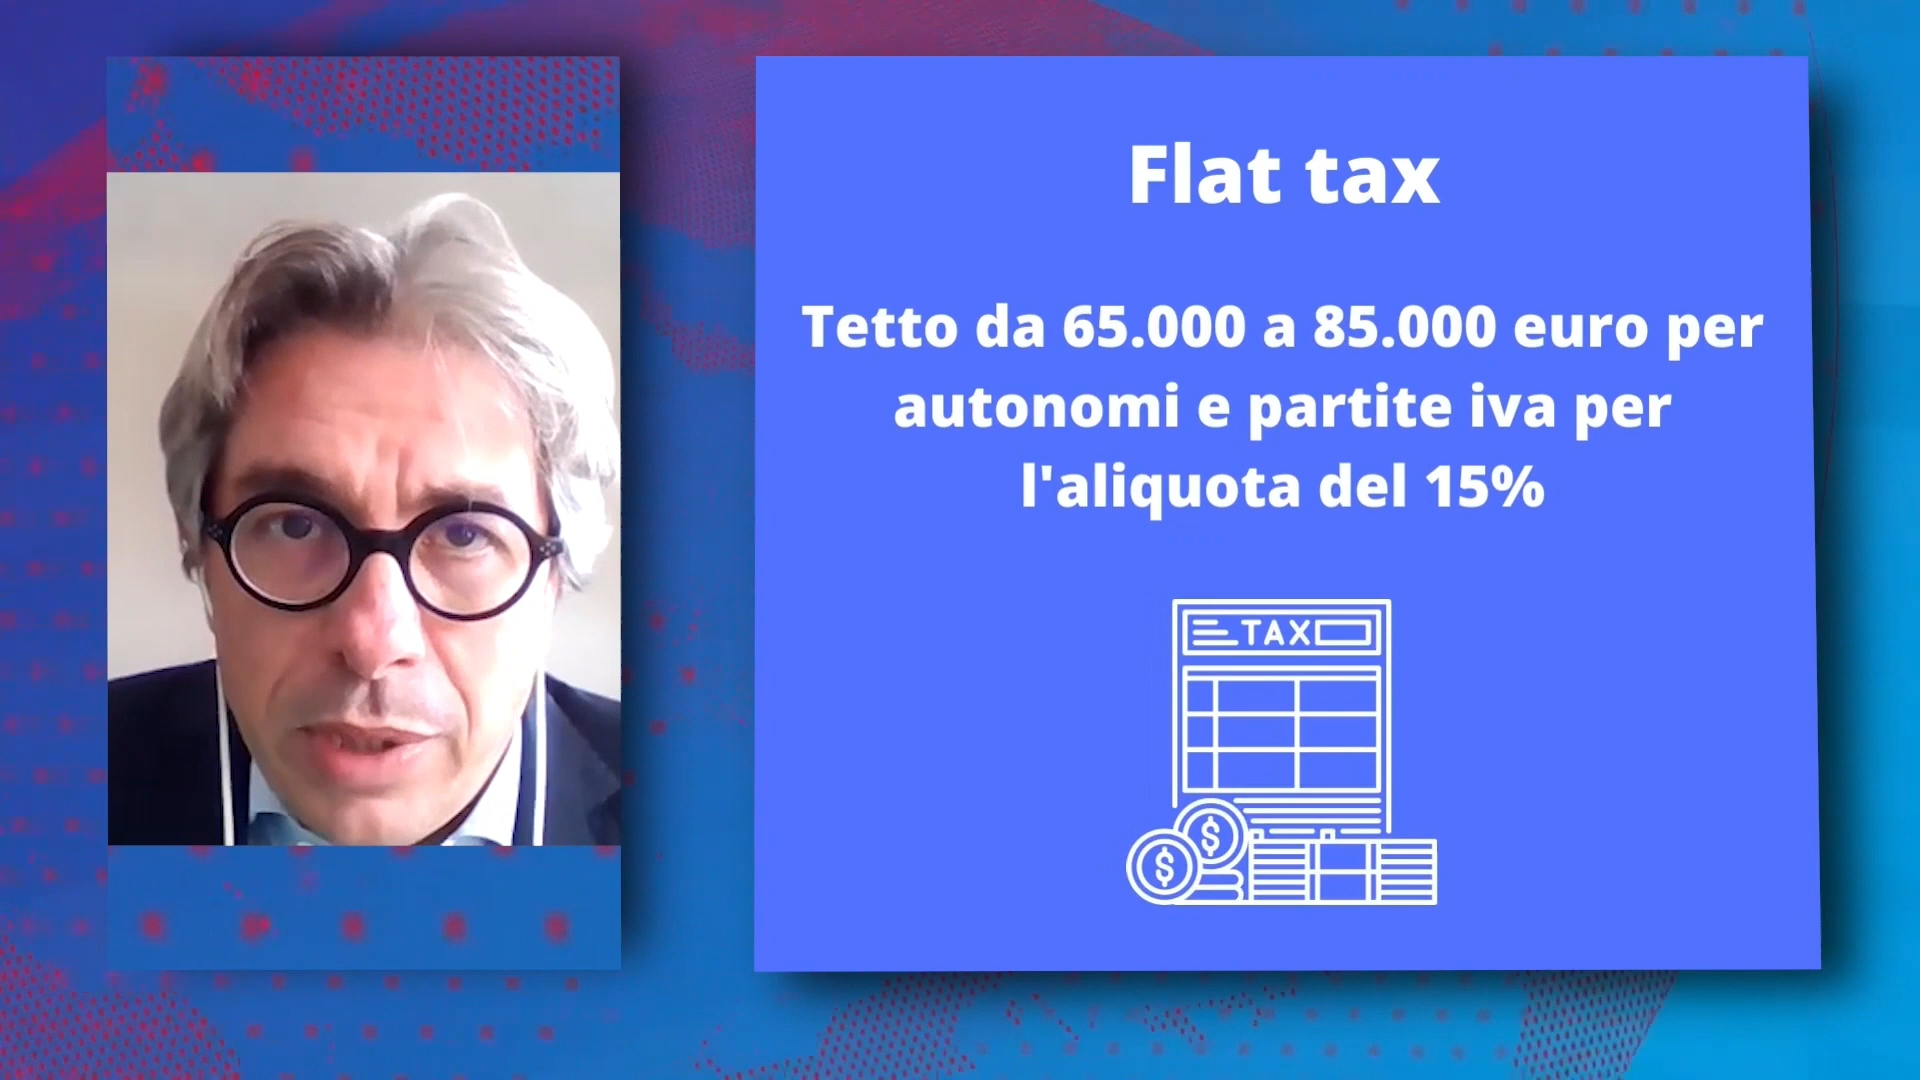 Flat tax
Tetto da 65.000 a 85.000 euro per
autonomi e partite iva per
l'aliquota del 15%
TAX
$
$